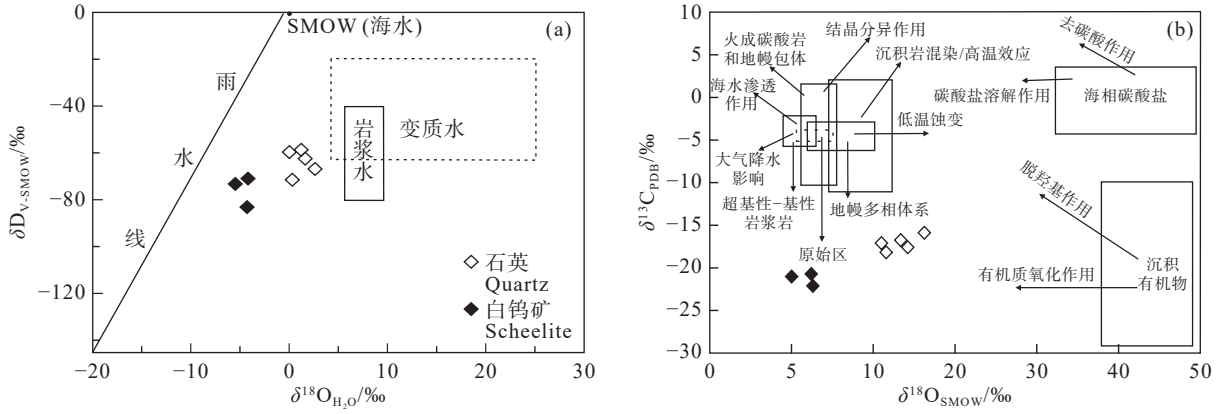 0
−40
−80
−120
δD_V-SMOW/‰
−20
−10
0
10
20
30
δ¹⁸O_H₂O/‰
SMOW (海水)
(a)
雨
水
线
岩
浆
水
变质水
石英
Quartz
白钨矿
Scheelite
10
5
0
−5
−10
−15
−20
−25
−30
δ¹³C_PDB/‰
0
5
10
20
30
40
50
δ¹⁸O_SMOW/‰
(b)
火成碳酸岩
和地幔包体
结晶分异作用
沉积岩混染/高温效应
海水渗透
作用
去碳酸作用
碳酸盐溶解作用
海相碳酸盐
低温蚀变
大气降水
影响
超基性−基性
岩浆岩
地幔多相体系
原始区
脱羟基作用
有机质氧化作用
沉积
有机物